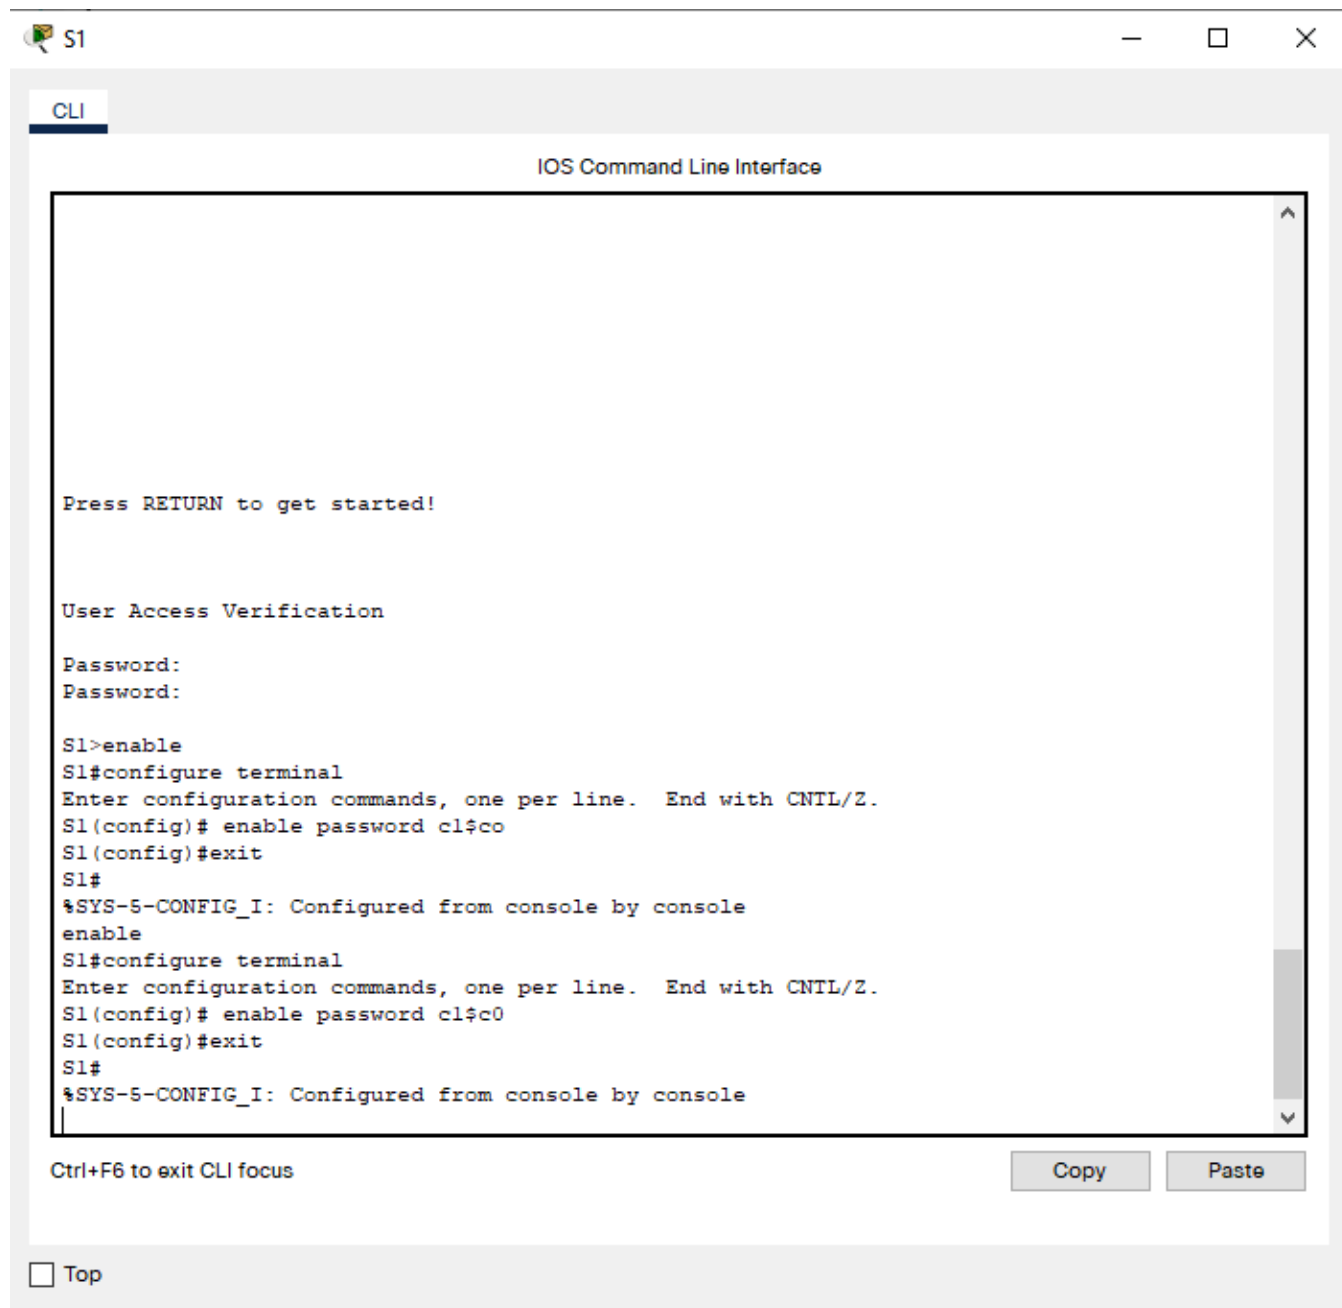 S1
CLI
IOS Command Line Interface
Press RETURN to get started!
User Access Verification
Password:
Password:
S1>enable
S1#configure terminal
Enter configuration commands, one per line.  End with CNTL/Z.
S1(config)# enable password c1$co
S1(config)#exit
S1#
%SYS-5-CONFIG_I: Configured from console by console
enable
S1#configure terminal
Enter configuration commands, one per line.  End with CNTL/Z.
S1(config)# enable password c1$c0
S1(config)#exit
S1#
%SYS-5-CONFIG_I: Configured from console by console
Ctrl+F6 to exit CLI focus
Copy
Paste
Top